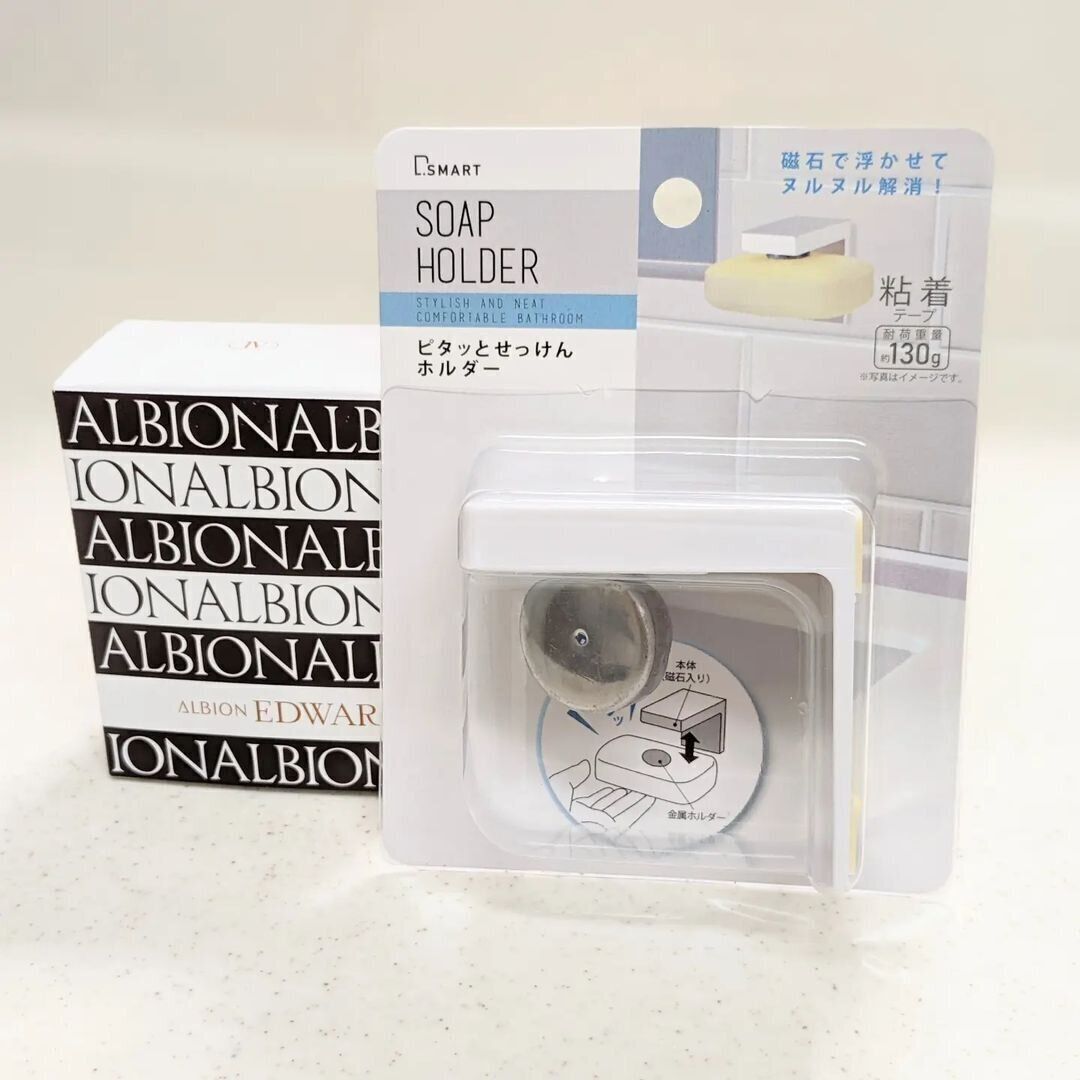 L.SMART
SOAP
HOLDER
STYLISH AND NEAT
COMFORTABLE BATHROOM
ピタッとせっけん
ホルダー
磁石で浮かせて
ヌルヌル解消!
粘着
テープ
耐荷重量
約130g
※写真はイメージです。
本体
(磁石入り)
金属ホルダー
ALBIONALB
IONALBION
ALBIONALB
IONALBION
ALBIONAL
ALBION EDWAR
IONALBION